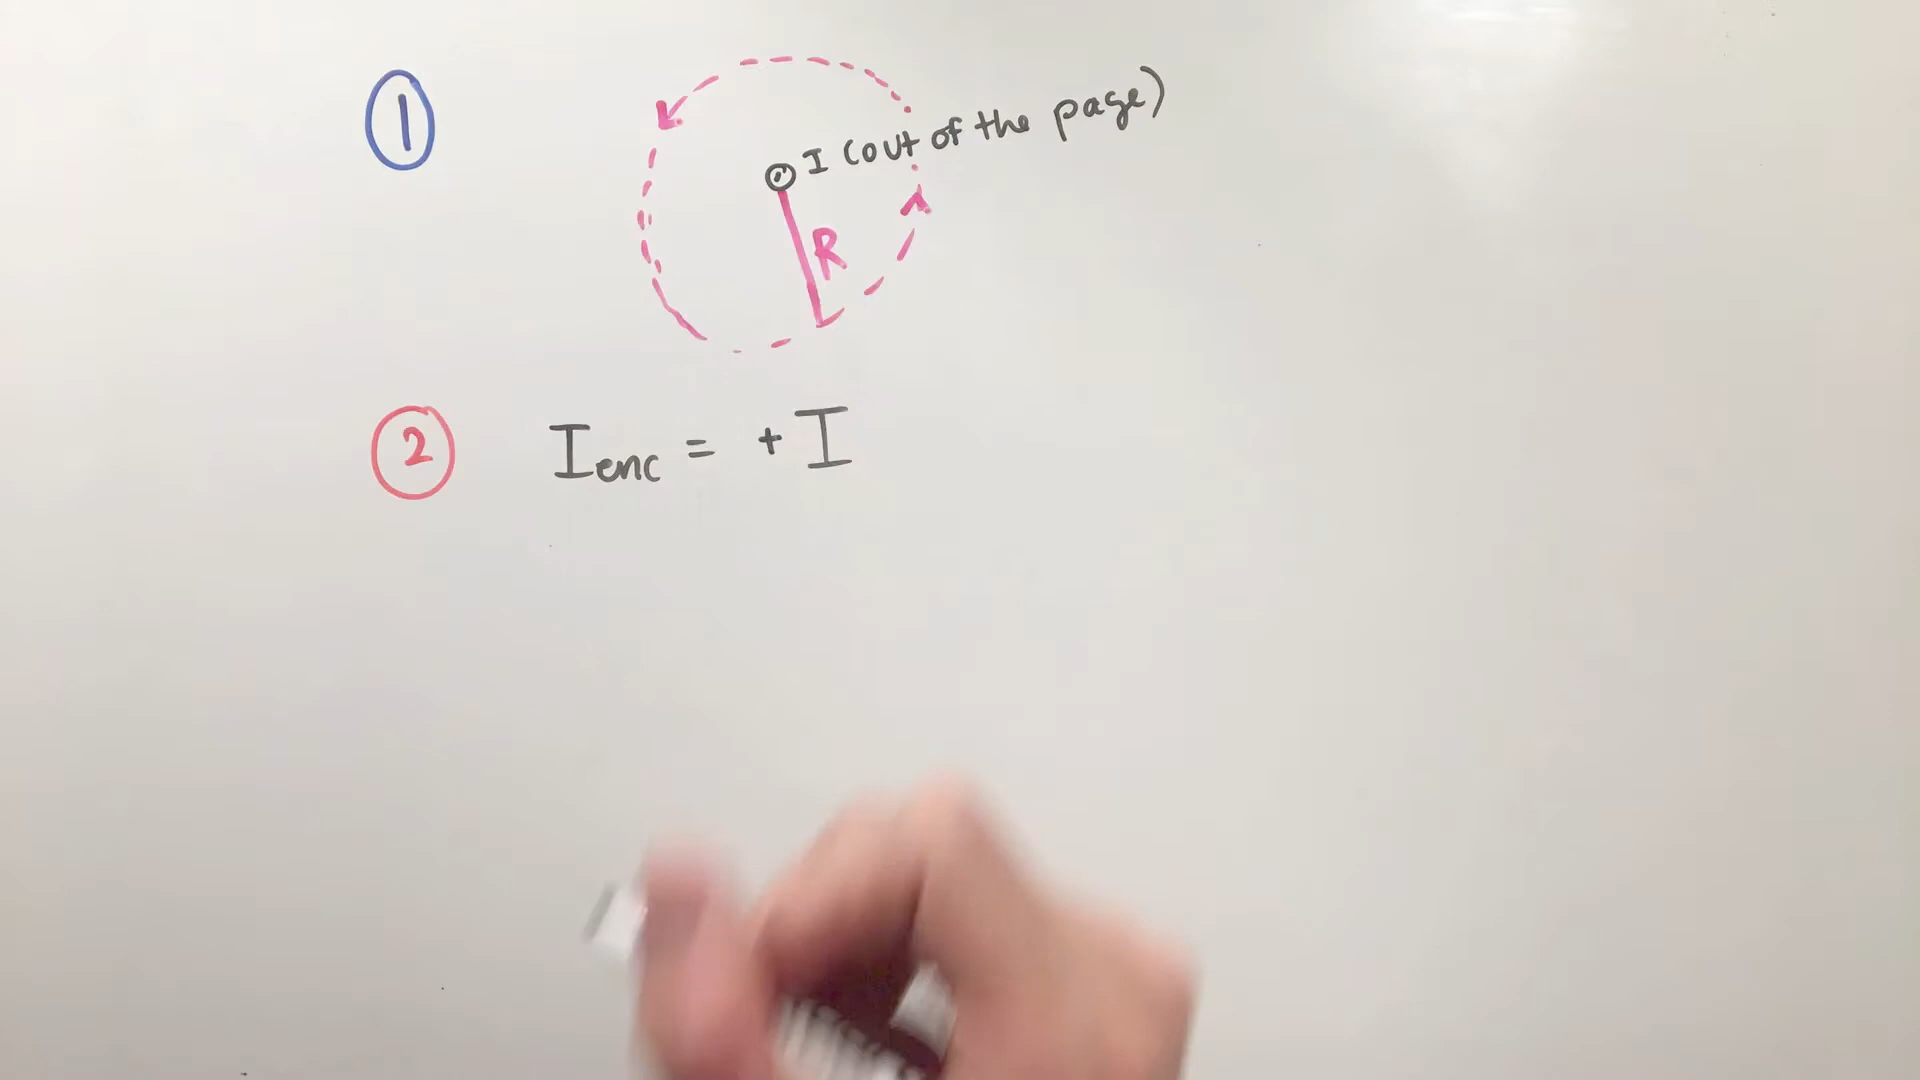 1
I (out of the page)
R
2 Ienc = + I